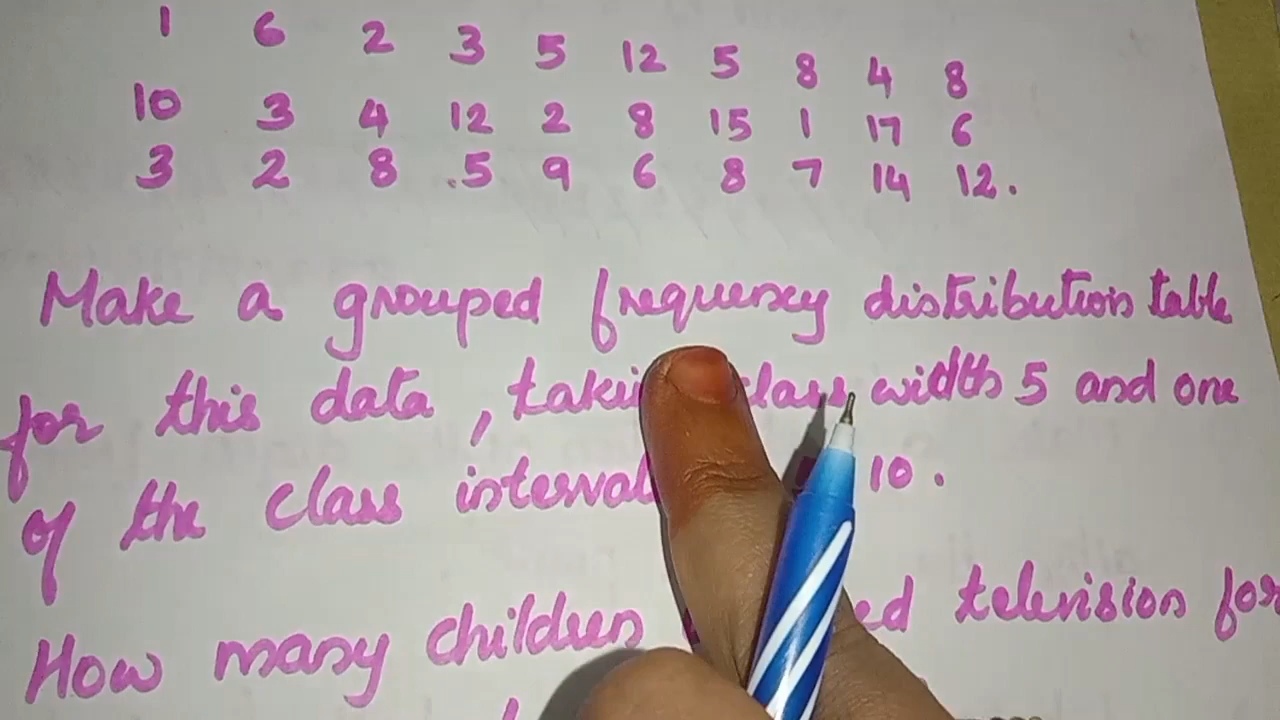 1 6 2 3 5 12 5 8 4 8
10 3 4 12 2 8 15 1 17 6
3 2 8 .5 9 6 8 7 14 12.
Make a grouped frequency distribution table
for this data, class width 5 and one
of the class interval 10.
How many children television for